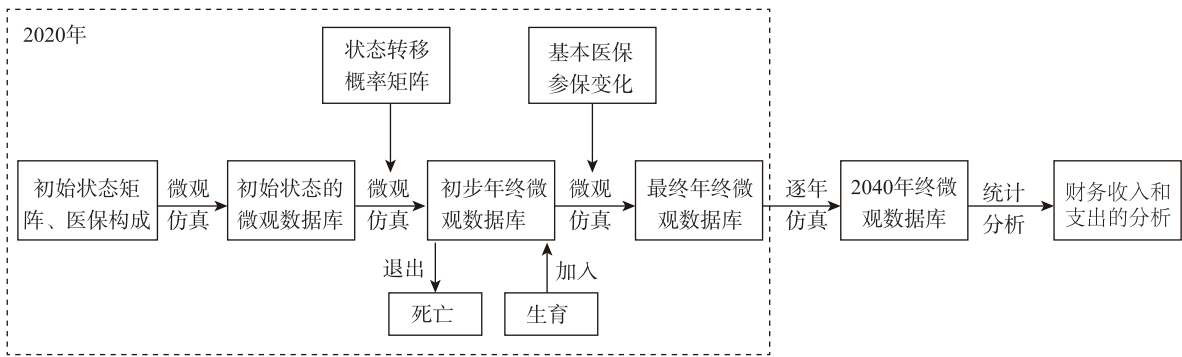 2020年
状态转移
概率矩阵
基本医保
参保变化
初始状态矩
阵、医保构成
微观
仿真
初始状态的
微观数据库
微观
仿真
初步年终微
观数据库
微观
仿真
最终年终微
观数据库
逐年
仿真
2040年终微
观数据库
统计
分析
财务收入和
支出的分析
退出
加入
死亡
生育